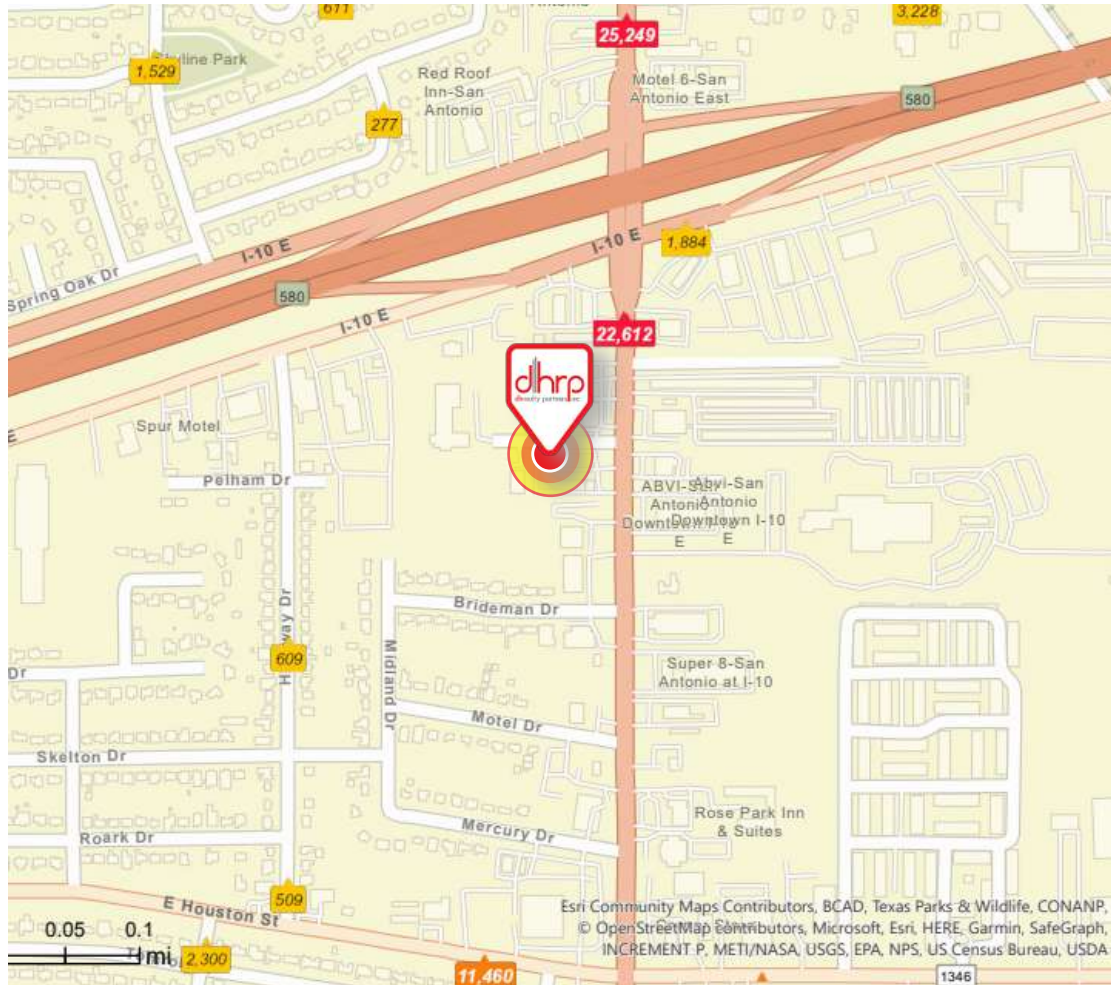 611
25,249
3,228
Skyline Park
1,529
Red Roof
Inn-San
Antonio
Motel 6-San
Antonio East
580
277
I-10 E
I-10 E
1,884
Spring Oak Dr
580
I-10 E
22,612
dhrp
Spur Motel
Pelham Dr
ABVI-San
Antonio
Downtown I-10
E
Abvi-San
Antonio
Downtown I-10
E
Brideman Dr
609
Midland Dr
Dr
Super 8-San
Antonio at I-10
Motel Dr
Skelton Dr
Rose Park Inn
& Suites
Roark Dr
Mercury Dr
509
E Houston St
0.05 0.1
mi
2,300
11,460
1346
Esri Community Maps Contributors, BCAD, Texas Parks & Wildlife, CONANP,
© OpenStreetMap contributors, Microsoft, Esri, HERE, Garmin, SafeGraph,
INCREMENT P, METI/NASA, USGS, EPA, NPS, US Census Bureau, USDA